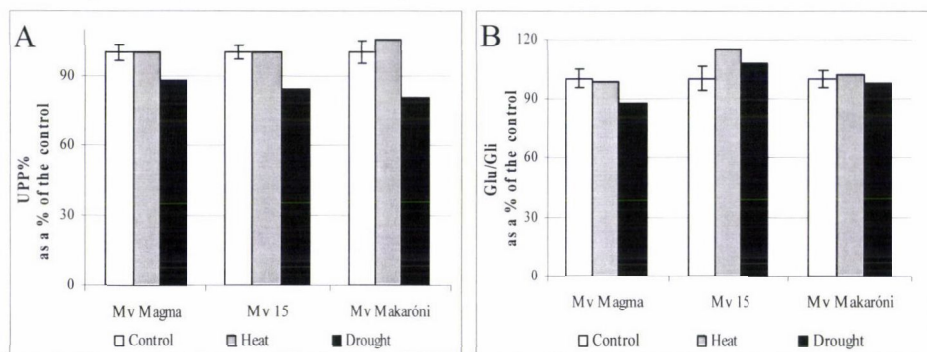 A
UPP%
as a % of the control
90
60
30
0
Mv Magma Mv 15 Mv Makaróni
Control Heat Drought
B
Glu/Gli
as a % of the control
120
90
60
30
0
Mv Magma Mv 15 Mv Makaróni
Control Heat Drought